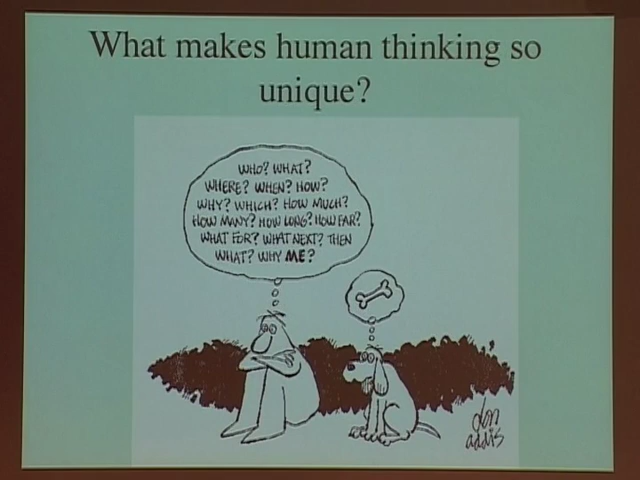 What makes human thinking so
unique?
WHO? WHAT?
WHERE? WHEN? HOW?
WHY? WHICH? HOW MUCH?
HOW MANY? HOW LONG? HOW FAR?
WHAT FOR? WHAT NEXT? THEN
WHAT? WHY ME?
don
addis